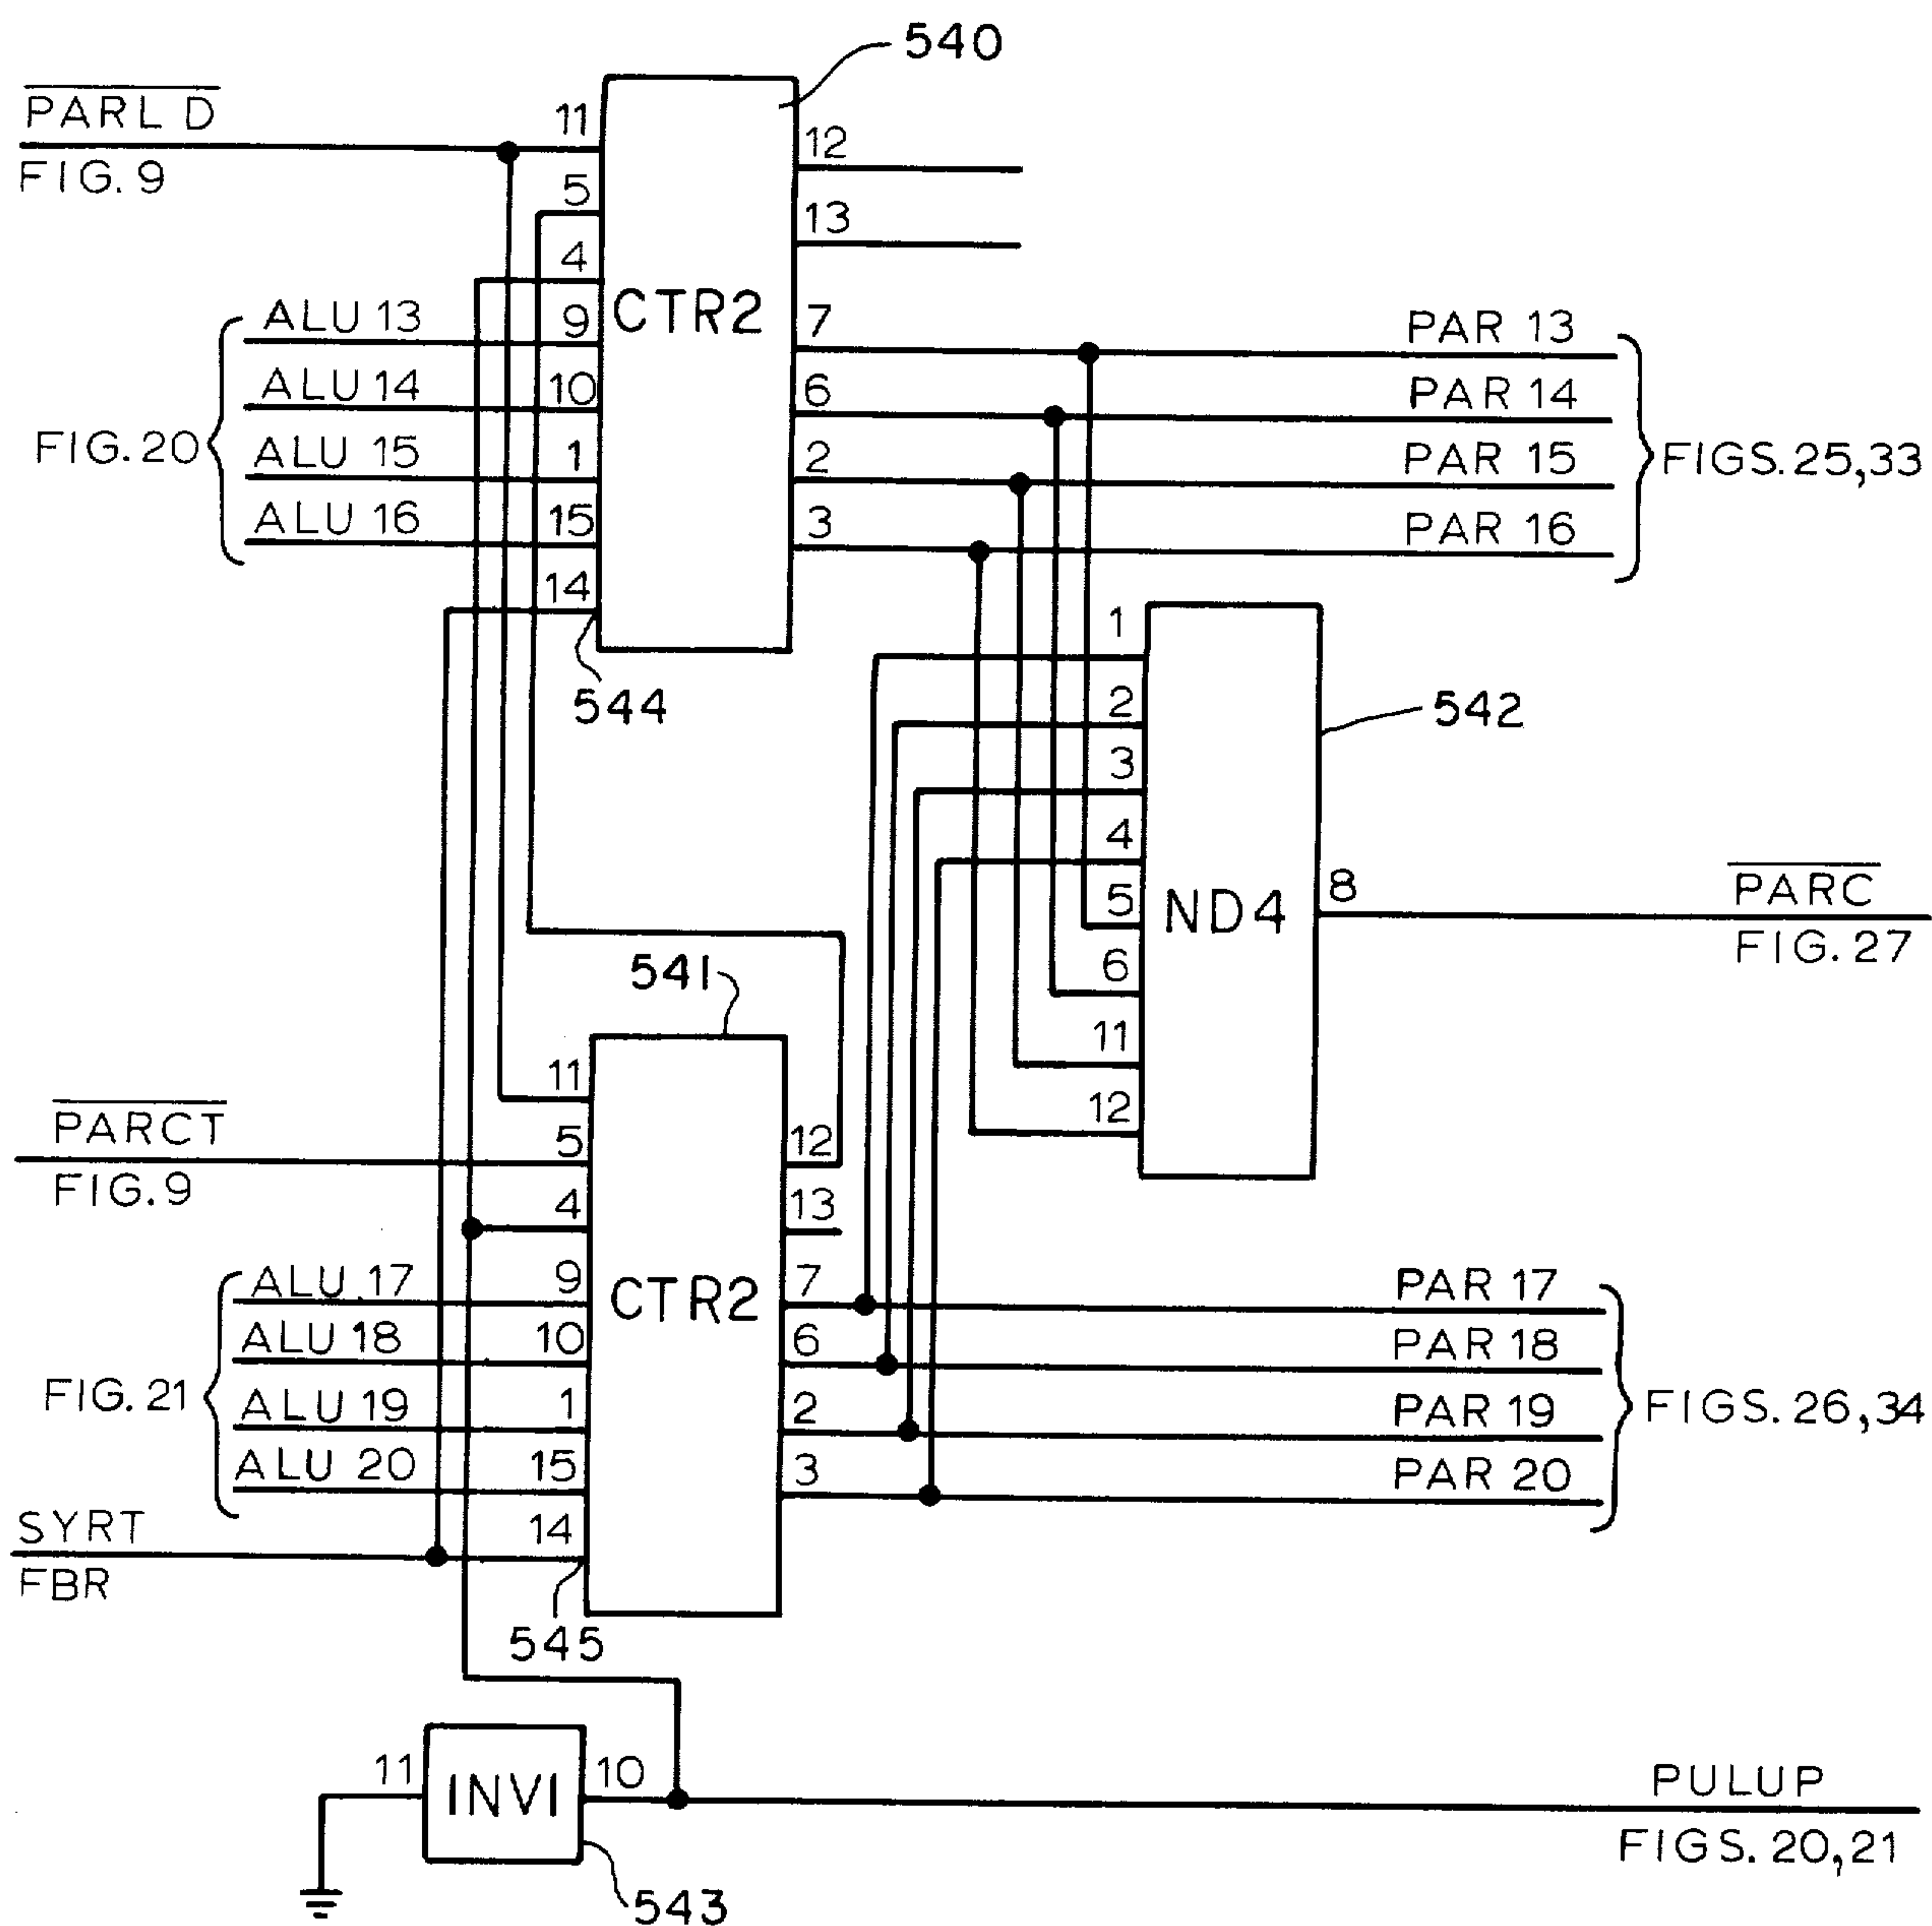 540
PARLD
FIG. 9
11
5
4
9
10
1
15
14
CTR2
12
13
7
6
2
3
ALU 13
ALU 14
ALU 15
ALU 16
FIG. 20
PAR 13
PAR 14
PAR 15
PAR 16
FIGS. 25,33
544
1
2
3
4
5
6
11
12
ND4
542
8
PARC
FIG. 27
541
PARCT
FIG. 9
11
5
4
9
10
1
15
14
CTR2
12
13
7
6
2
3
ALU 17
ALU 18
ALU 19
ALU 20
FIG. 21
PAR 17
PAR 18
PAR 19
PAR 20
FIGS. 26,34
SYRT
FBR
545
11
INVI
10
543
PULUP
FIGS. 20,21